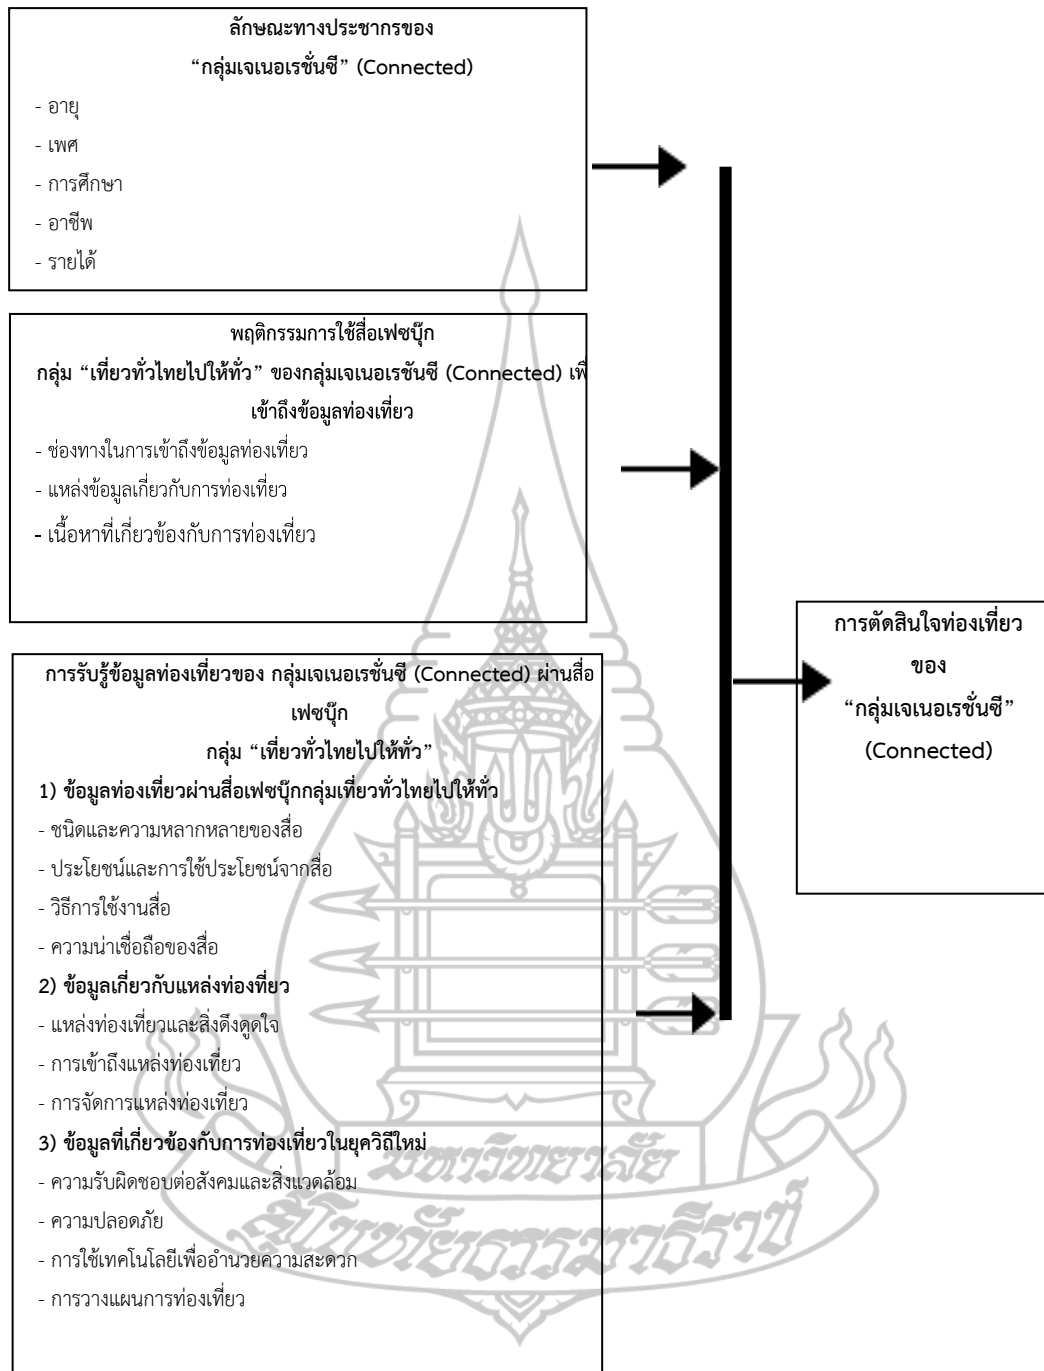 ลักษณะทางประชากรของ
“กลุ่มเจเนอเรชั่นซี” (Connected)
- อายุ
- เพศ
- การศึกษา
- อาชีพ
- รายได้
พฤติกรรมการใช้สื่อเฟซบุ๊ก
กลุ่ม “เที่ยวทั่วไทยไปให้ทั่ว” ของกลุ่มเจเนอเรชันซี (Connected) เพื่
เข้าถึงข้อมูลท่องเที่ยว
- ช่องทางในการเข้าถึงข้อมูลท่องเที่ยว
- แหล่งข้อมูลเกี่ยวกับการท่องเที่ยว
- เนื้อหาที่เกี่ยวข้องกับการท่องเที่ยว
การรับรู้ข้อมูลท่องเที่ยวของ กลุ่มเจเนอเรชั่นซี (Connected) ผ่านสื่อ
เฟซบุ๊ก
กลุ่ม “เที่ยวทั่วไทยไปให้ทั่ว”
1) ข้อมูลท่องเที่ยวผ่านสื่อเฟซบุ๊กกลุ่มเที่ยวทั่วไทยไปให้ทั่ว
- ชนิดและความหลากหลายของสื่อ
- ประโยชน์และการใช้ประโยชน์จากสื่อ
- วิธีการใช้งานสื่อ
- ความน่าเชื่อถือของสื่อ
2) ข้อมูลเกี่ยวกับแหล่งท่องที่ยว
- แหล่งท่องเที่ยวและสิ่งดึงดูดใจ
- การเข้าถึงแหล่งท่องเที่ยว
- การจัดการแหล่งท่องเที่ยว
3) ข้อมูลที่เกี่ยวข้องกับการท่องเที่ยวในยุควิถีใหม่
- ความรับผิดชอบต่อสังคมและสิ่งแวดล้อม
- ความปลอดภัย
- การใช้เทคโนโลยีเพื่ออำนวยความสะดวก
- การวางแผนการท่องเที่ยว
การตัดสินใจท่องเที่ยว
ของ
“กลุ่มเจเนอเรชั่นซี”
(Connected)
มหาวิทยาลัย
สุโขทัยธรรมาธิราช